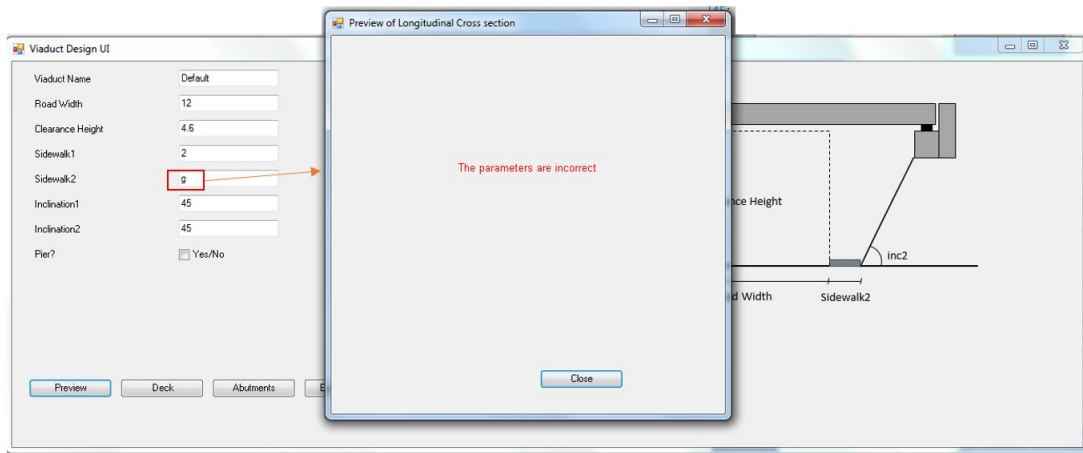 Preview of Longitudinal Cross section
Viaduct Design UI
Viaduct Name Default
Road Width 12
Clearance Height 4.6
Sidewalk1 2
Sidewalk2 g
Inclination1 45
Inclination2 45
Pier? Yes/No
The parameters are incorrect
Height
inc2
Width Sidewalk2
Preview Deck Abutments
Close